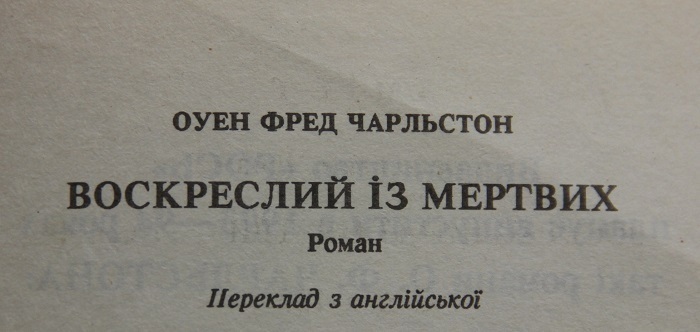 ОУЕН ФРЕД ЧАРЛЬСТОН
ВОСКРЕСЛИЙ ІЗ МЕРТВИХ
Роман
Переклад з англійської